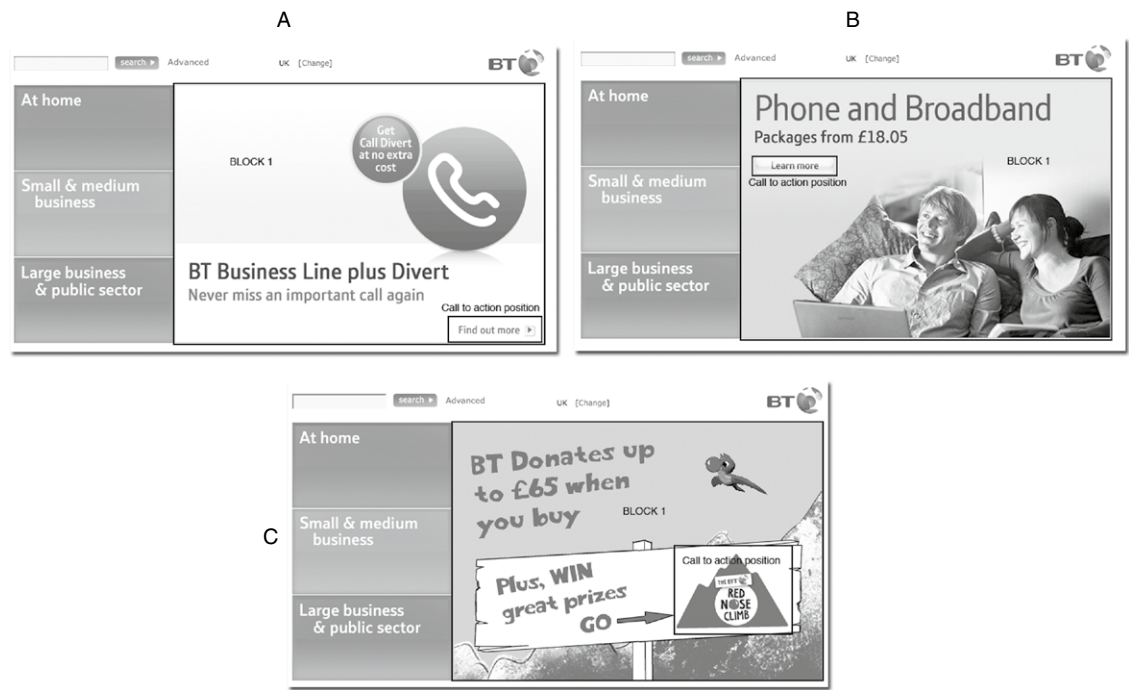 A
search
Advanced
UK [Change]
BT
At home
Small & medium
business
Large business
& public sector
BLOCK 1
Get
Call Divert
at no extra
cost
BT Business Line plus Divert
Never miss an important call again
Call to action position
Find out more
B
search
Advanced
UK [Change]
BT
At home
Small & medium
business
Large business
& public sector
Phone and Broadband
Packages from £18.05
Learn more
Call to action position
BLOCK 1
C
search
Advanced
UK [Change]
BT
At home
Small & medium
business
Large business
& public sector
BT Donates up
to £65 when
you buy
BLOCK 1
Plus, WIN
great prizes
GO
Call to action position
THE BT
RED
NOSE
CLIMB